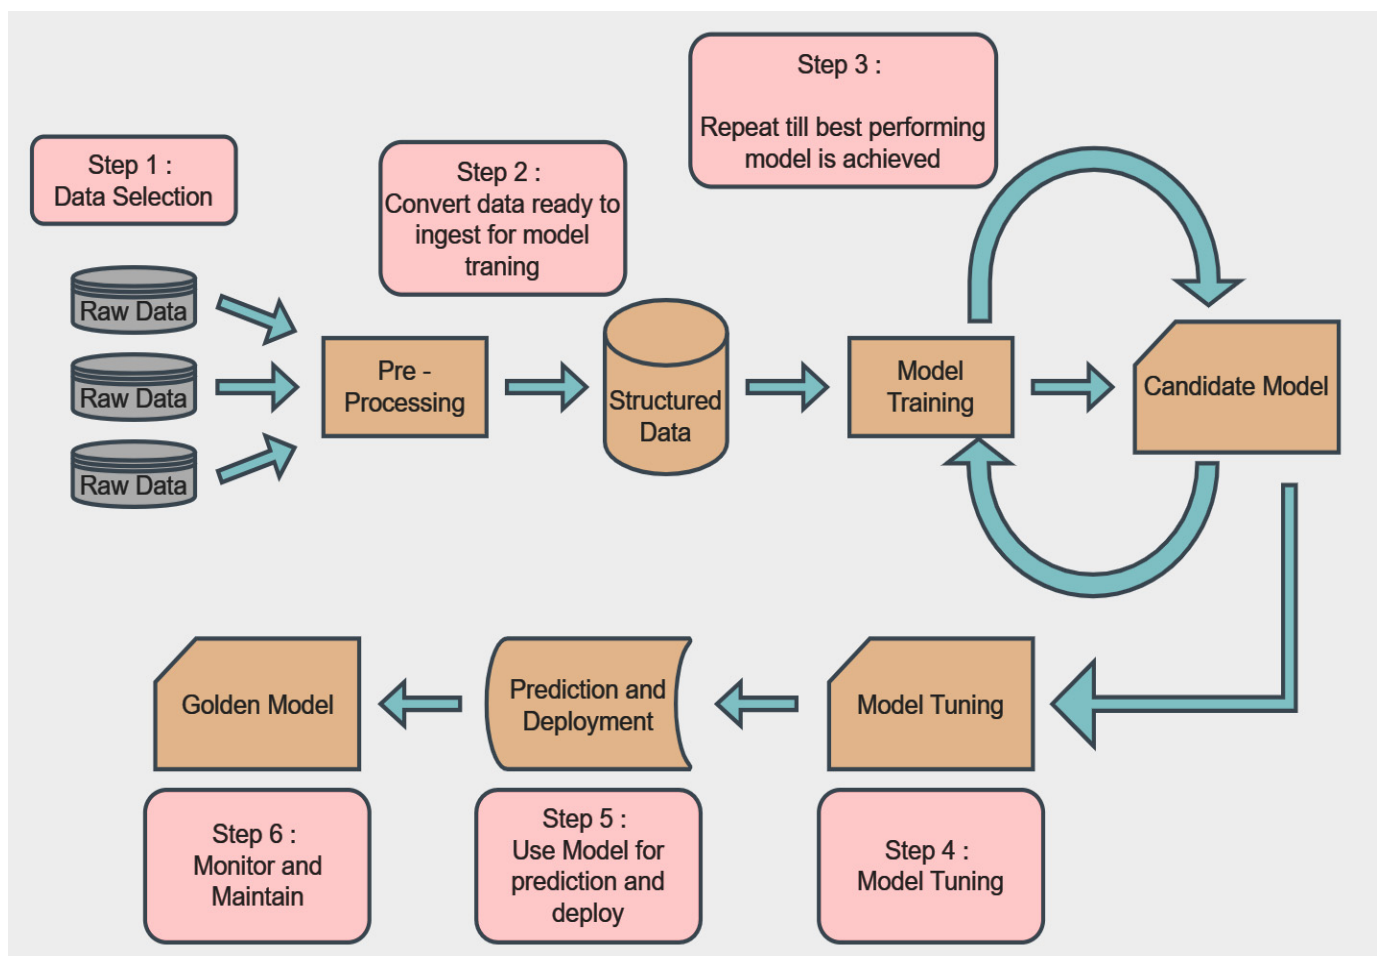 Step 1 :
Data Selection
Raw Data
Raw Data
Raw Data
Step 2 :
Convert data ready to
ingest for model
traning
Pre -
Processing
Structured
Data
Step 3 :
Repeat till best performing
model is achieved
Model
Training
Candidate Model
Golden Model
Prediction and
Deployment
Model Tuning
Step 6 :
Monitor and
Maintain
Step 5 :
Use Model for
prediction and
deploy
Step 4 :
Model Tuning